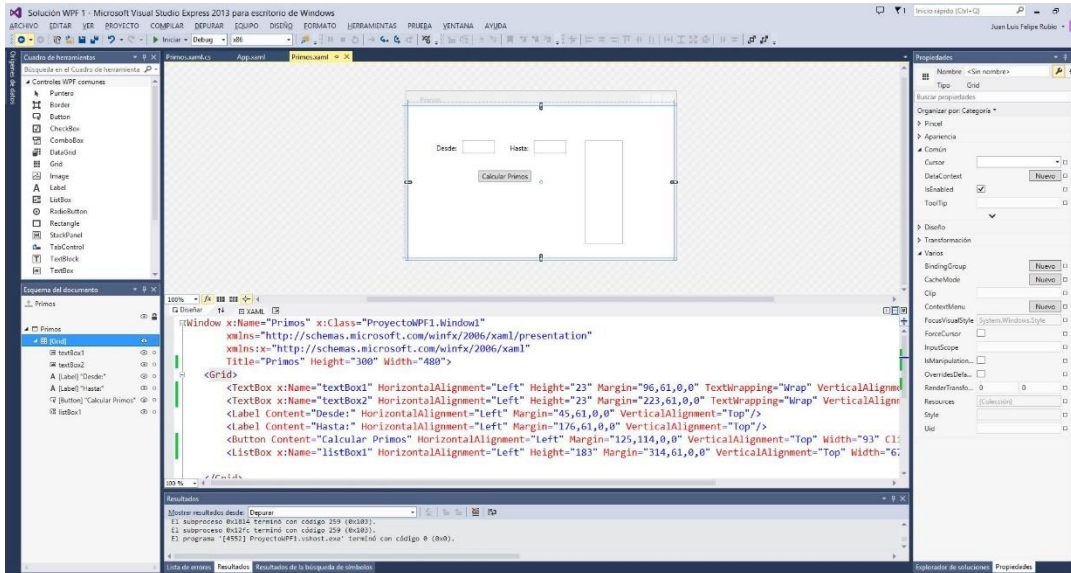 Solución WPF 1 - Microsoft Visual Studio Express 2013 para escritorio de Windows
Inicio rápido (Ctrl+Q)
ARCHIVO EDITAR VER PROYECTO COMPILAR DEPURAR EQUIPO DISEÑO FORMATO HERRAMIENTAS PRUEBA VENTANA AYUDA
Juan Luis Felipe Rubio
Iniciar Debug x86
Orígenes de datos
Cuadro de herramientas
Búsqueda en el Cuadro de herramienta
Controles WPF comunes
Puntero
Border
Button
CheckBox
ComboBox
DataGrid
Grid
Image
Label
ListBox
RadioButton
Rectangle
StackPanel
TabControl
TextBlock
TextBox
Esquema del documento
Primos
Primos
[Grid]
textBox1
textBox2
[Label] "Desde:"
[Label] "Hasta:"
[Button] "Calcular Primos"
listBox1
Primos.xaml.cs App.xaml Primos.xaml
Primos
Desde: Hasta:
Calcular Primos
100%
Diseñar XAML
<Window x:Name="Primos" x:Class="ProyectoWPF1.Window1"
xmlns="http://schemas.microsoft.com/winfx/2006/xaml/presentation"
xmlns:x="http://schemas.microsoft.com/winfx/2006/xaml"
Title="Primos" Height="300" Width="480">
<Grid>
<TextBox x:Name="textBox1" HorizontalAlignment="Left" Height="23" Margin="96,61,0,0" TextWrapping="Wrap" VerticalAlignme
<TextBox x:Name="textBox2" HorizontalAlignment="Left" Height="23" Margin="223,61,0,0" TextWrapping="Wrap" VerticalAlignm
<Label Content="Desde:" HorizontalAlignment="Left" Margin="45,61,0,0" VerticalAlignment="Top"/>
<Label Content="Hasta:" HorizontalAlignment="Left" Margin="176,61,0,0" VerticalAlignment="Top"/>
<Button Content="Calcular Primos" HorizontalAlignment="Left" Margin="125,114,0,0" VerticalAlignment="Top" Width="93" Cli
<ListBox x:Name="listBox1" HorizontalAlignment="Left" Height="183" Margin="314,61,0,0" VerticalAlignment="Top" Width="67
</Grid>
100 %
Resultados
Mostrar resultados desde: Depurar
El subproceso 0x1814 terminó con código 259 (0x103).
El subproceso 0x12fc terminó con código 259 (0x103).
El programa '[4552] ProyectoWPF1.vshost.exe' terminó con código 0 (0x0).
Lista de errores Resultados Resultados de la búsqueda de símbolos
Propiedades
Nombre <Sin nombre>
Tipo Grid
Buscar propiedades
Organizar por: Categoría
Pincel
Apariencia
Común
Cursor
DataContext Nuevo
IsEnabled
ToolTip
Diseño
Transformación
Varios
BindingGroup Nuevo
CacheMode Nuevo
Clip
ContextMenu Nuevo
FocusVisualStyle System.Windows.Style
ForceCursor
InputScope
IsManipulation...
OverridesDefa...
RenderTransfo... 0 0
Resources (Colección)
Style
Uid
Explorador de soluciones Propiedades